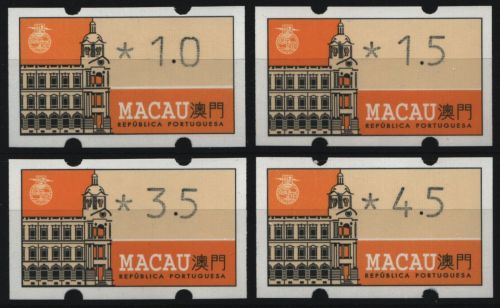 * 1.0
MACAU澳門
REPÚBLICA PORTUGUESA
* 1.5
MACAU澳門
REPÚBLICA PORTUGUESA
* 3.5
MACAU澳門
REPÚBLICA PORTUGUESA
* 4.5
MACAU澳門
REPÚBLICA PORTUGUESA